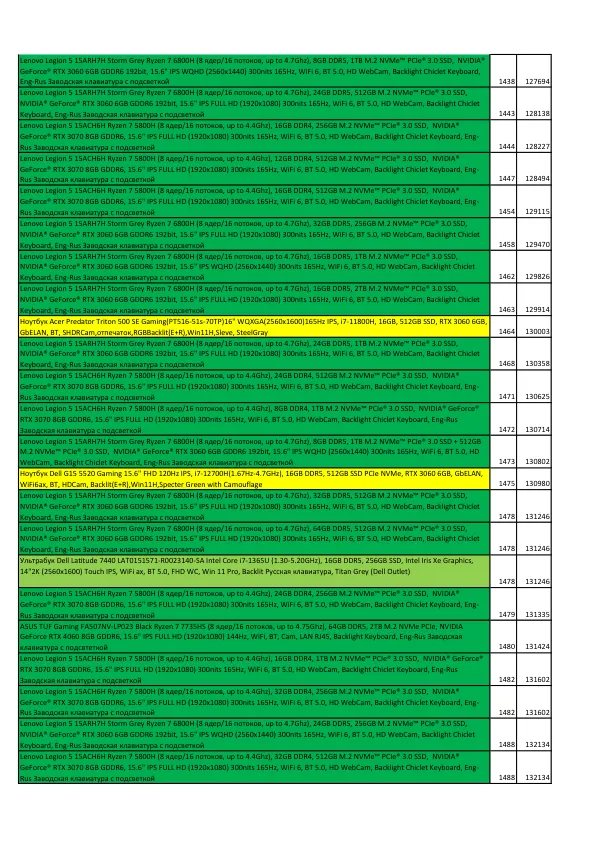 Lenovo Legion 5 15ARH7H Storm Grey Ryzen 7 6800H (8 ядер/16 потоков, up to 4.7Ghz), 8GB DDR5, 1TB M.2 NVMe™ PCIe® 3.0 SSD, NVIDIA®
GeForce® RTX 3060 6GB GDDR6 192bit, 15.6" IPS WQHD (2560x1440) 300nits 165Hz, WiFi 6, BT 5.0, HD WebCam, Backlight Chiclet Keyboard,
Eng-Rus Заводская клавиатура с подсветкой 1438 127694
Lenovo Legion 5 15ARH7H Storm Grey Ryzen 7 6800H (8 ядер/16 потоков, up to 4.7Ghz), 24GB DDR5, 512GB M.2 NVMe™ PCIe® 3.0 SSD,
NVIDIA® GeForce® RTX 3060 6GB GDDR6 192bit, 15.6" IPS FULL HD (1920x1080) 300nits 165Hz, WiFi 6, BT 5.0, HD WebCam, Backlight Chiclet
Keyboard, Eng-Rus Заводская клавиатура с подсветкой 1443 128138
Lenovo Legion 5 15ACH6H Ryzen 7 5800H (8 ядер/16 потоков, up to 4.4Ghz), 16GB DDR4, 256GB M.2 NVMe™ PCIe® 3.0 SSD, NVIDIA®
GeForce® RTX 3070 8GB GDDR6, 15.6" IPS FULL HD (1920x1080) 300nits 165Hz, WiFi 6, BT 5.0, HD WebCam, Backlight Chiclet Keyboard, Eng-
Rus Заводская клавиатура с подсветкой 1444 128227
Lenovo Legion 5 15ACH6H Ryzen 7 5800H (8 ядер/16 потоков, up to 4.4Ghz), 12GB DDR4, 512GB M.2 NVMe™ PCIe® 3.0 SSD, NVIDIA®
GeForce® RTX 3070 8GB GDDR6, 15.6" IPS FULL HD (1920x1080) 300nits 165Hz, WiFi 6, BT 5.0, HD WebCam, Backlight Chiclet Keyboard, Eng-
Rus Заводская клавиатура с подсветкой 1447 128494
Lenovo Legion 5 15ACH6H Ryzen 7 5800H (8 ядер/16 потоков, up to 4.4Ghz), 16GB DDR4, 512GB M.2 NVMe™ PCIe® 3.0 SSD, NVIDIA®
GeForce® RTX 3070 8GB GDDR6, 15.6" IPS FULL HD (1920x1080) 300nits 165Hz, WiFi 6, BT 5.0, HD WebCam, Backlight Chiclet Keyboard, Eng-
Rus Заводская клавиатура с подсветкой 1454 129115
Lenovo Legion 5 15ARH7H Storm Grey Ryzen 7 6800H (8 ядер/16 потоков, up to 4.7Ghz), 32GB DDR5, 256GB M.2 NVMe™ PCIe® 3.0 SSD,
NVIDIA® GeForce® RTX 3060 6GB GDDR6 192bit, 15.6" IPS FULL HD (1920x1080) 300nits 165Hz, WiFi 6, BT 5.0, HD WebCam, Backlight Chiclet
Keyboard, Eng-Rus Заводская клавиатура с подсветкой 1458 129470
Lenovo Legion 5 15ARH7H Storm Grey Ryzen 7 6800H (8 ядер/16 потоков, up to 4.7Ghz), 16GB DDR5, 1TB M.2 NVMe™ PCIe® 3.0 SSD,
NVIDIA® GeForce® RTX 3060 6GB GDDR6 192bit, 15.6" IPS WQHD (2560x1440) 300nits 165Hz, WiFi 6, BT 5.0, HD WebCam, Backlight Chiclet
Keyboard, Eng-Rus Заводская клавиатура с подсветкой 1462 129826
Lenovo Legion 5 15ARH7H Storm Grey Ryzen 7 6800H (8 ядер/16 потоков, up to 4.7Ghz), 16GB DDR5, 2TB M.2 NVMe™ PCIe® 3.0 SSD,
NVIDIA® GeForce® RTX 3060 6GB GDDR6 192bit, 15.6" IPS FULL HD (1920x1080) 300nits 165Hz, WiFi 6, BT 5.0, HD WebCam, Backlight Chiclet
Keyboard, Eng-Rus Заводская клавиатура с подсветкой 1463 129914
Ноутбук Acer Predator Triton 500 SE Gaming(PT516-51s-70TP)16" WQXGA(2560x1600)165Hz IPS, i7-11800H, 16GB, 512GB SSD, RTX 3060 6GB,
GbELAN, BT, SHDRCam,отпечаток,RGBBacklit(E+R),Win11H,Sleve, SteelGray 1464 130003
Lenovo Legion 5 15ARH7H Storm Grey Ryzen 7 6800H (8 ядер/16 потоков, up to 4.7Ghz), 24GB DDR5, 1TB M.2 NVMe™ PCIe® 3.0 SSD,
NVIDIA® GeForce® RTX 3060 6GB GDDR6 192bit, 15.6" IPS FULL HD (1920x1080) 300nits 165Hz, WiFi 6, BT 5.0, HD WebCam, Backlight Chiclet
Keyboard, Eng-Rus Заводская клавиатура с подсветкой 1468 130358
Lenovo Legion 5 15ACH6H Ryzen 7 5800H (8 ядер/16 потоков, up to 4.4Ghz), 24GB DDR4, 512GB M.2 NVMe™ PCIe® 3.0 SSD, NVIDIA®
GeForce® RTX 3070 8GB GDDR6, 15.6" IPS FULL HD (1920x1080) 300nits 165Hz, WiFi 6, BT 5.0, HD WebCam, Backlight Chiclet Keyboard, Eng-
Rus Заводская клавиатура с подсветкой 1471 130625
Lenovo Legion 5 15ACH6H Ryzen 7 5800H (8 ядер/16 потоков, up to 4.4Ghz), 8GB DDR4, 1TB M.2 NVMe™ PCIe® 3.0 SSD, NVIDIA® GeForce®
RTX 3070 8GB GDDR6, 15.6" IPS FULL HD (1920x1080) 300nits 165Hz, WiFi 6, BT 5.0, HD WebCam, Backlight Chiclet Keyboard, Eng-Rus
Заводская клавиатура с подсветкой 1472 130714
Lenovo Legion 5 15ARH7H Storm Grey Ryzen 7 6800H (8 ядер/16 потоков, up to 4.7Ghz), 8GB DDR5, 1TB M.2 NVMe™ PCIe® 3.0 SSD + 512GB
M.2 NVMe™ PCIe® 3.0 SSD, NVIDIA® GeForce® RTX 3060 6GB GDDR6 192bit, 15.6" IPS WQHD (2560x1440) 300nits 165Hz, WiFi 6, BT 5.0, HD
WebCam, Backlight Chiclet Keyboard, Eng-Rus Заводская клавиатура с подсветкой 1473 130802
Ноутбук Dell G15 5520 Gaming 15.6" FHD 120Hz IPS, i7-12700H(1.67Hz-4.7GHz), 16GB DDR5, 512GB SSD PCIe NVMe, RTX 3060 6GB, GbELAN,
WiFi6ax, BT, HDCam, Backlit(E+R),Win11H,Specter Green with Camouflage 1475 130980
Lenovo Legion 5 15ARH7H Storm Grey Ryzen 7 6800H (8 ядер/16 потоков, up to 4.7Ghz), 32GB DDR5, 512GB M.2 NVMe™ PCIe® 3.0 SSD,
NVIDIA® GeForce® RTX 3060 6GB GDDR6 192bit, 15.6" IPS FULL HD (1920x1080) 300nits 165Hz, WiFi 6, BT 5.0, HD WebCam, Backlight Chiclet
Keyboard, Eng-Rus Заводская клавиатура с подсветкой 1478 131246
Lenovo Legion 5 15ARH7H Storm Grey Ryzen 7 6800H (8 ядер/16 потоков, up to 4.7Ghz), 64GB DDR5, 512GB M.2 NVMe™ PCIe® 3.0 SSD,
NVIDIA® GeForce® RTX 3060 6GB GDDR6 192bit, 15.6" IPS FULL HD (1920x1080) 300nits 165Hz, WiFi 6, BT 5.0, HD WebCam, Backlight Chiclet
Keyboard, Eng-Rus Заводская клавиатура с подсветкой 1478 131246
Ультрабук Dell Latitude 7440 LAT0151571-R0023140-SA Intel Core i7-1365U (1.30-5.20GHz), 16GB DDR5, 256GB SSD, Intel Iris Xe Graphics,
14"2K (2560x1600) Touch IPS, WiFi ax, BT 5.0, FHD WC, Win 11 Pro, Backlit Русская клавиатура, Titan Grey (Dell Outlet)
1478 131246
Lenovo Legion 5 15ACH6H Ryzen 7 5800H (8 ядер/16 потоков, up to 4.4Ghz), 24GB DDR4, 256GB M.2 NVMe™ PCIe® 3.0 SSD, NVIDIA®
GeForce® RTX 3070 8GB GDDR6, 15.6" IPS FULL HD (1920x1080) 300nits 165Hz, WiFi 6, BT 5.0, HD WebCam, Backlight Chiclet Keyboard, Eng-
Rus Заводская клавиатура с подсветкой 1479 131335
ASUS TUF Gaming FA507NV-LP023 Black Ryzen 7 7735HS (8 ядер/16 потоков, up to 4.75Ghz), 64GB DDR5, 2TB M.2 NVMe PCIe, NVIDIA
GeForce RTX 4060 8GB GDDR6, 15.6" IPS FULL HD (1920x1080) 144Hz, WiFi, BT, Cam, LAN RJ45, Backlight Keyboard, Eng-Rus Заводская
клавиатура с подсветкой 1480 131424
Lenovo Legion 5 15ACH6H Ryzen 7 5800H (8 ядер/16 потоков, up to 4.4Ghz), 16GB DDR4, 1TB M.2 NVMe™ PCIe® 3.0 SSD, NVIDIA® GeForce®
RTX 3070 8GB GDDR6, 15.6" IPS FULL HD (1920x1080) 300nits 165Hz, WiFi 6, BT 5.0, HD WebCam, Backlight Chiclet Keyboard, Eng-Rus
Заводская клавиатура с подсветкой 1482 131602
Lenovo Legion 5 15ACH6H Ryzen 7 5800H (8 ядер/16 потоков, up to 4.4Ghz), 32GB DDR4, 256GB M.2 NVMe™ PCIe® 3.0 SSD, NVIDIA®
GeForce® RTX 3070 8GB GDDR6, 15.6" IPS FULL HD (1920x1080) 300nits 165Hz, WiFi 6, BT 5.0, HD WebCam, Backlight Chiclet Keyboard, Eng-
Rus Заводская клавиатура с подсветкой 1482 131602
Lenovo Legion 5 15ARH7H Storm Grey Ryzen 7 6800H (8 ядер/16 потоков, up to 4.7Ghz), 24GB DDR5, 256GB M.2 NVMe™ PCIe® 3.0 SSD,
NVIDIA® GeForce® RTX 3060 6GB GDDR6 192bit, 15.6" IPS WQHD (2560x1440) 300nits 165Hz, WiFi 6, BT 5.0, HD WebCam, Backlight Chiclet
Keyboard, Eng-Rus Заводская клавиатура с подсветкой 1488 132134
Lenovo Legion 5 15ACH6H Ryzen 7 5800H (8 ядер/16 потоков, up to 4.4Ghz), 32GB DDR4, 256GB M.2 NVMe™ PCIe® 3.0 SSD, NVIDIA®
GeForce® RTX 3070 8GB GDDR6, 15.6" IPS FULL HD (1920x1080) 300nits 165Hz, WiFi 6, BT 5.0, HD WebCam, Backlight Chiclet Keyboard, Eng-
Rus Заводская клавиатура с подсветкой 1488 132134